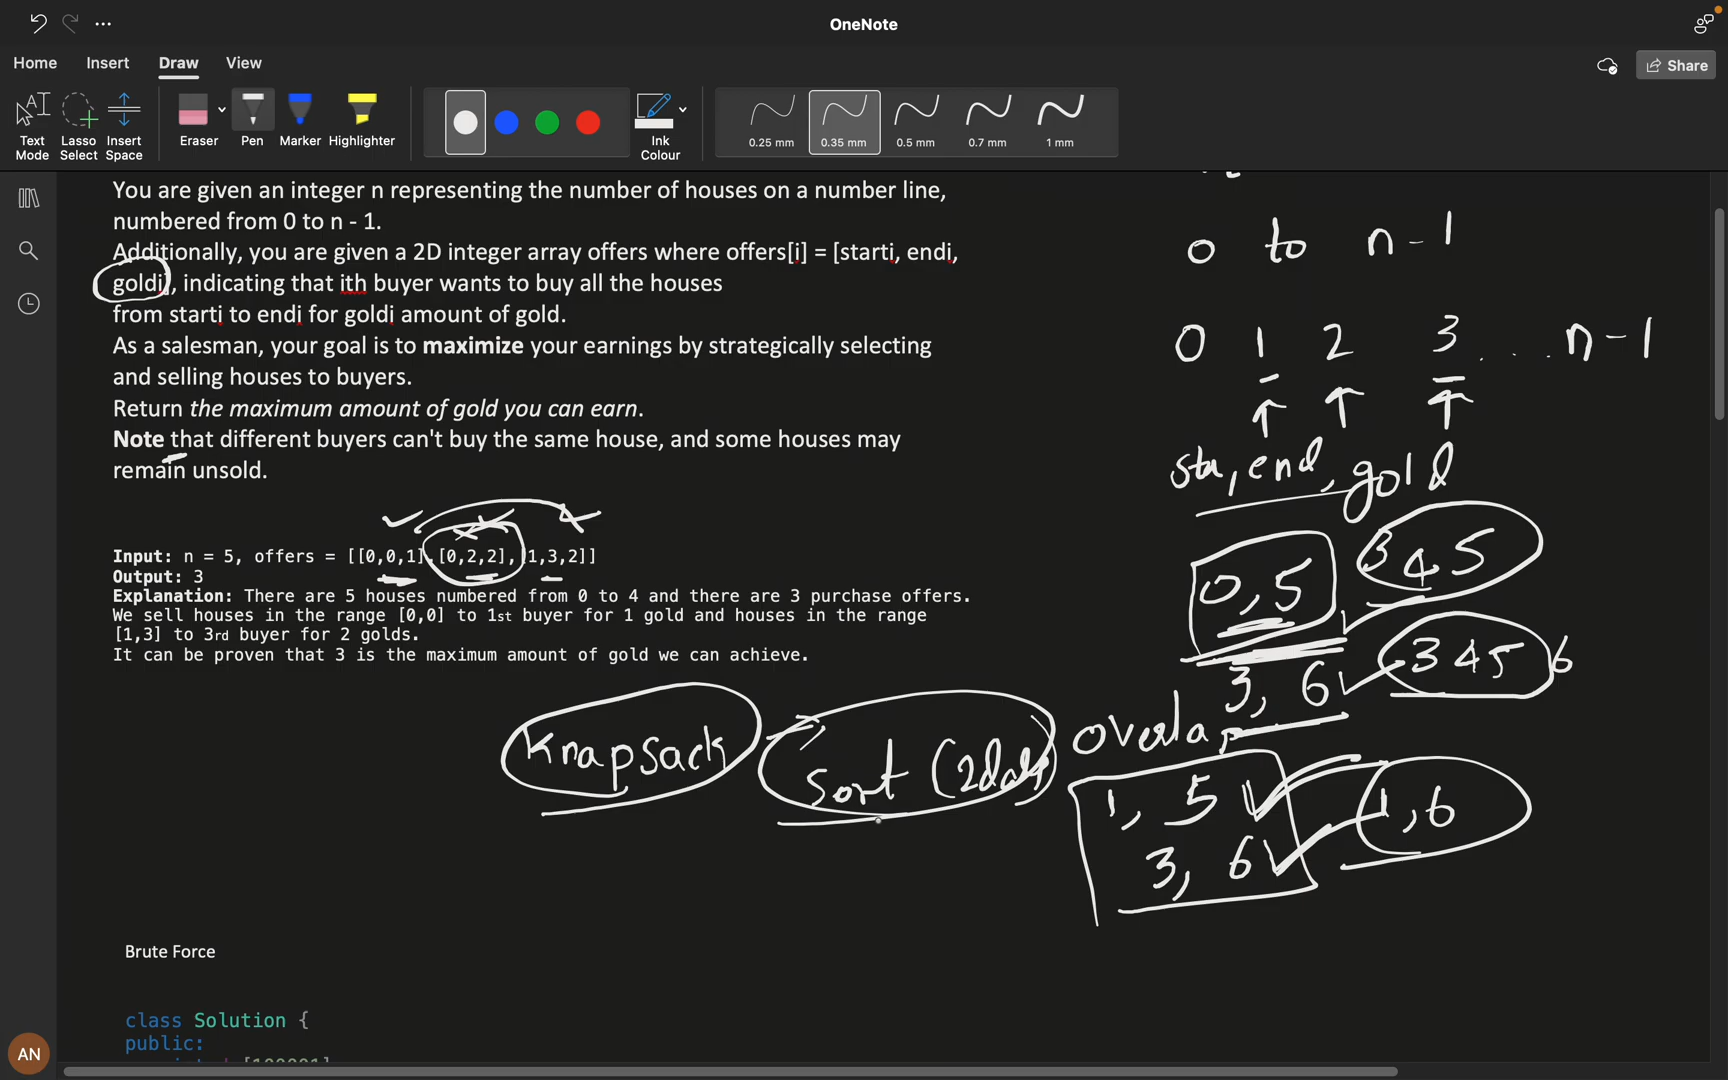 OneNote
Home Insert Draw View
Share
Text Mode
Lasso Select
Insert Space
Eraser
Pen
Marker
Highlighter
Ink Colour
0.25 mm
0.35 mm
0.5 mm
0.7 mm
1 mm
You are given an integer n representing the number of houses on a number line,
numbered from 0 to n - 1.
Additionally, you are given a 2D integer array offers where offers[i] = [starti, endi,
goldi], indicating that ith buyer wants to buy all the houses
from starti to endi for goldi amount of gold.
As a salesman, your goal is to maximize your earnings by strategically selecting
and selling houses to buyers.
Return the maximum amount of gold you can earn.
Note that different buyers can't buy the same house, and some houses may
remain unsold.
Input: n = 5, offers = [[0,0,1],[0,2,2],[1,3,2]]
Output: 3
Explanation: There are 5 houses numbered from 0 to 4 and there are 3 purchase offers.
We sell houses in the range [0,0] to 1st buyer for 1 gold and houses in the range
[1,3] to 3rd buyer for 2 golds.
It can be proven that 3 is the maximum amount of gold we can achieve.
0 to n-1
0 1 2 3 .... n-1
sta, end, gold
0,5 3 4 5
3, 6 3 4 5 6
Knapsack
sort
overlap
1, 5 1,6
3, 6
Brute Force
class Solution {
public:
AN